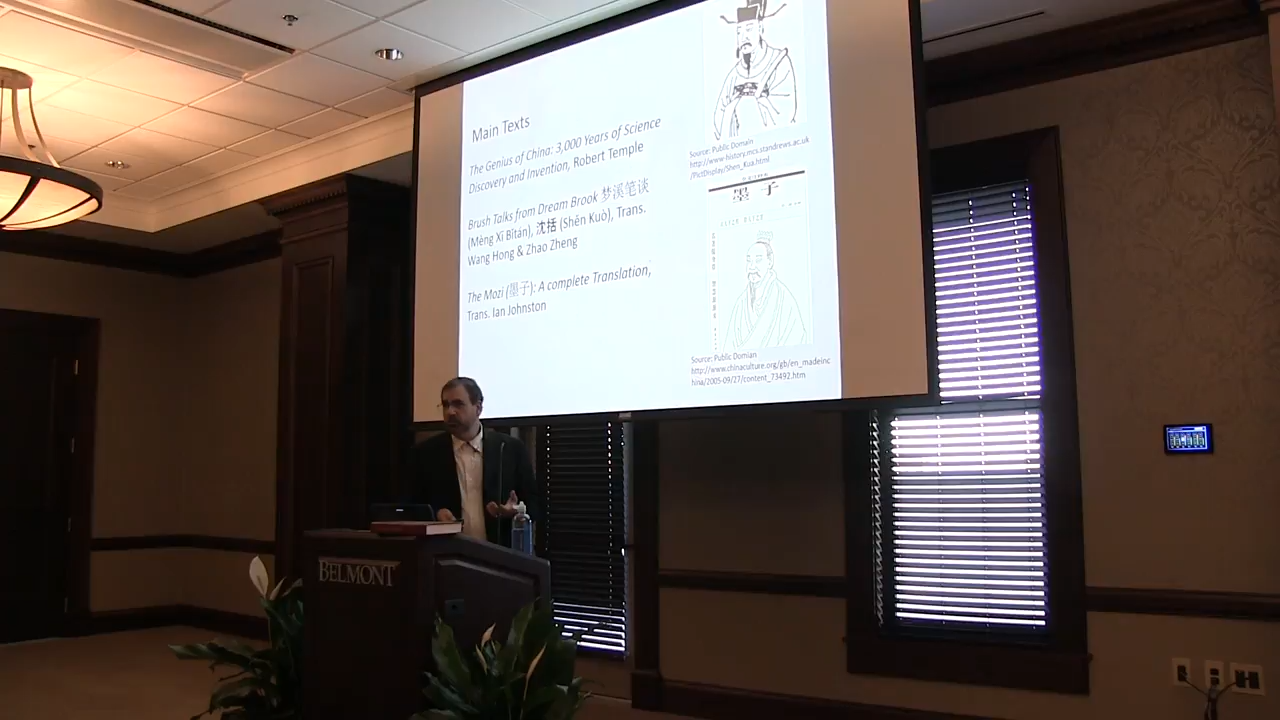 Main Texts
The Genius of China: 3,000 Years of Science
Discovery and Invention, Robert Temple
Brush Talks from Dream Brook 梦溪笔谈
(Mèng Xī Bǐtán), 沈括 (Shěn Kuò), Trans.
Wang Hong & Zhao Zheng
The Mozi (墨子): A complete Translation,
Trans. Ian Johnston
Source: Public Domain
http://www-history.mcs.standrews.ac.uk
/PictDisplay/Shen_Kua.html
墨子
Source: Public Domian
http://www.chinaculture.org/gb/en_madeinc
hina/2005-09/27/content_73492.htm
BELMONT